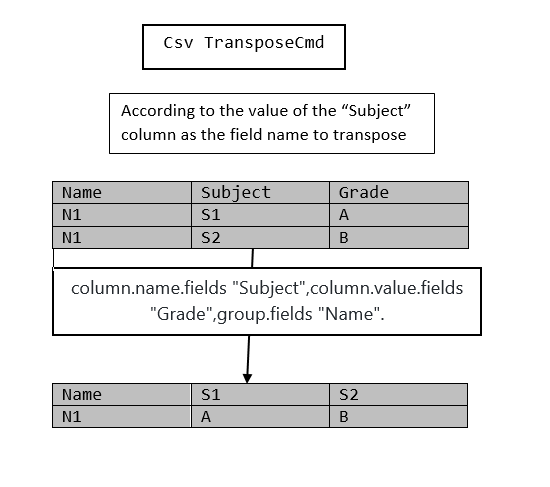 Csv TransposeCmd
According to the value of the “Subject”
column as the field name to transpose
Name Subject Grade
N1 S1 A
N1 S2 B
column.name.fields "Subject",column.value.fields
"Grade",group.fields "Name".
Name S1 S2
N1 A B